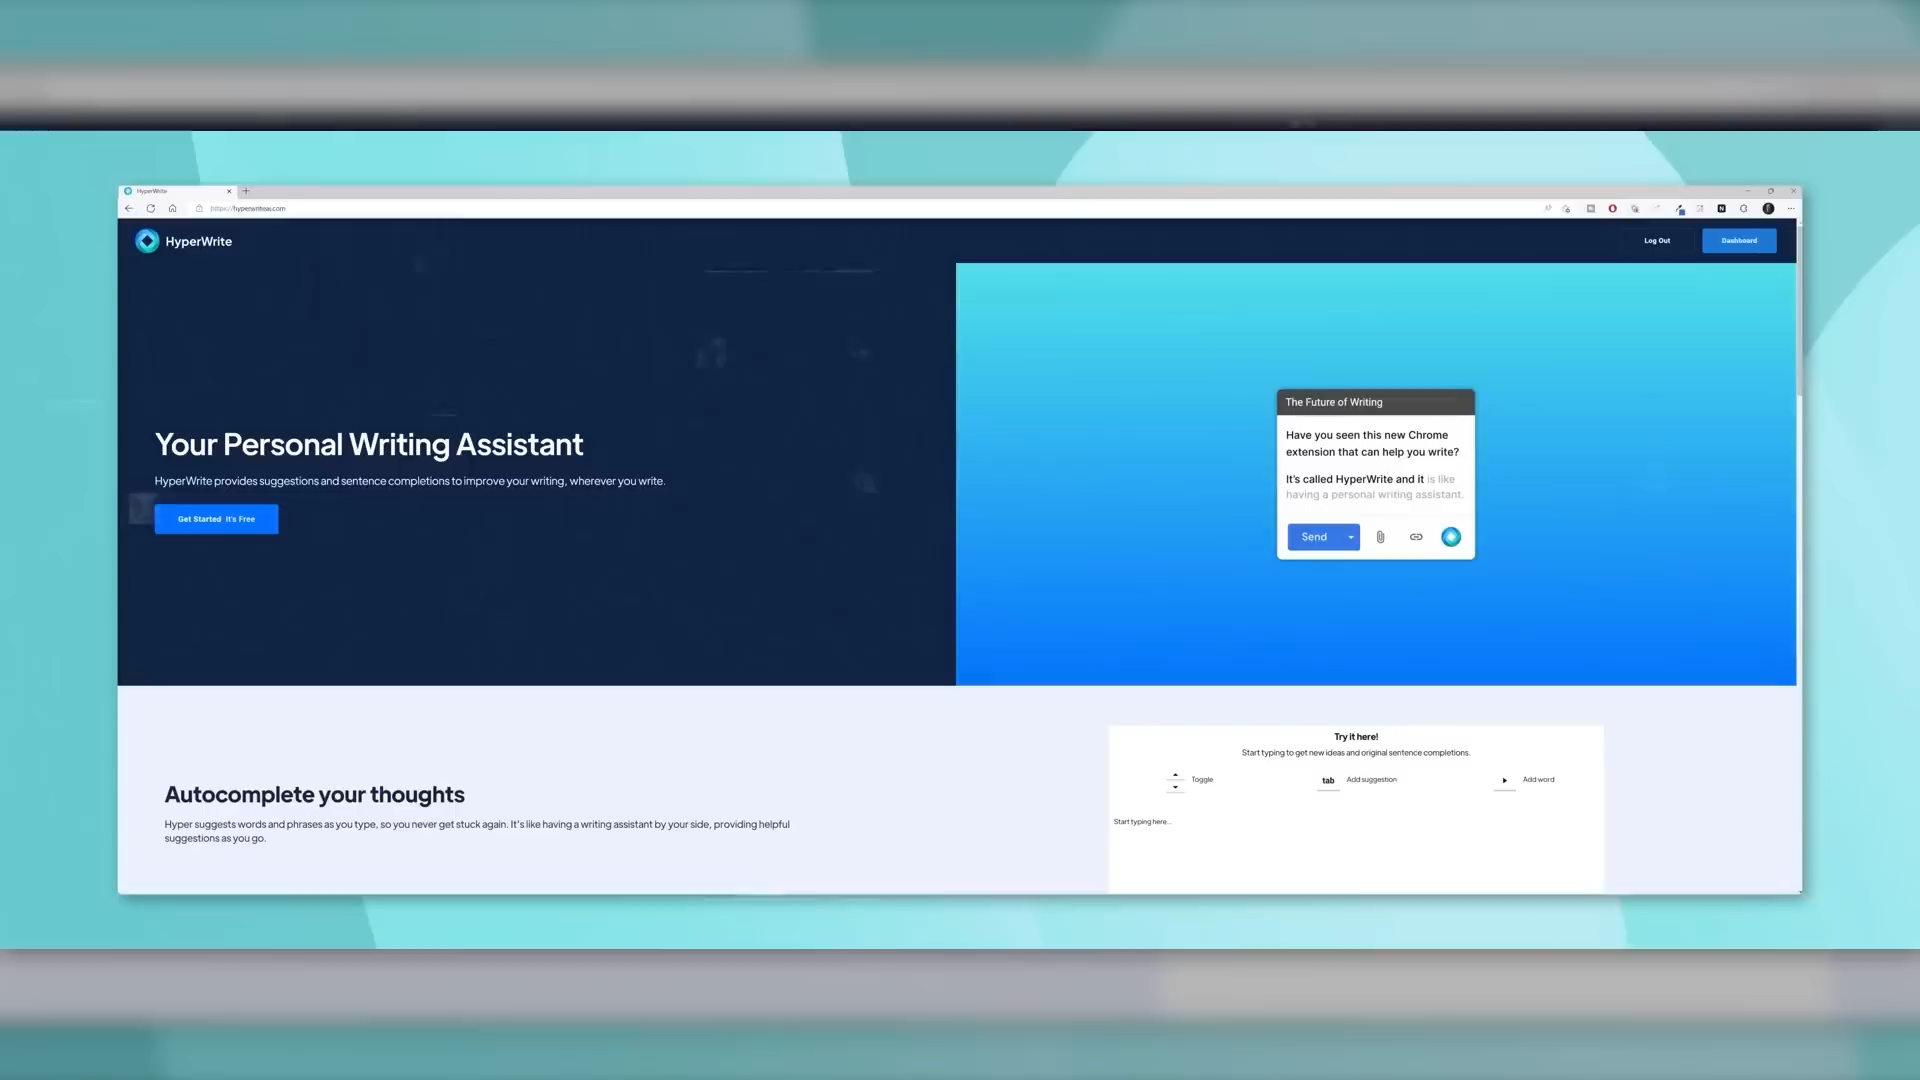 HyperWrite
https://hyperwriteai.com
HyperWrite
Log Out
Dashboard
Your Personal Writing Assistant
HyperWrite provides suggestions and sentence completions to improve your writing, wherever you write.
Get Started It's Free
The Future of Writing
Have you seen this new Chrome
extension that can help you write?
It's called HyperWrite and it is like
having a personal writing assistant.
Send
Autocomplete your thoughts
Hyper suggests words and phrases as you type, so you never get stuck again. It's like having a writing assistant by your side, providing helpful
suggestions as you go.
Try it here!
Start typing to get new ideas and original sentence completions.
Toggle
tab Add suggestion
Add word
Start typing here...